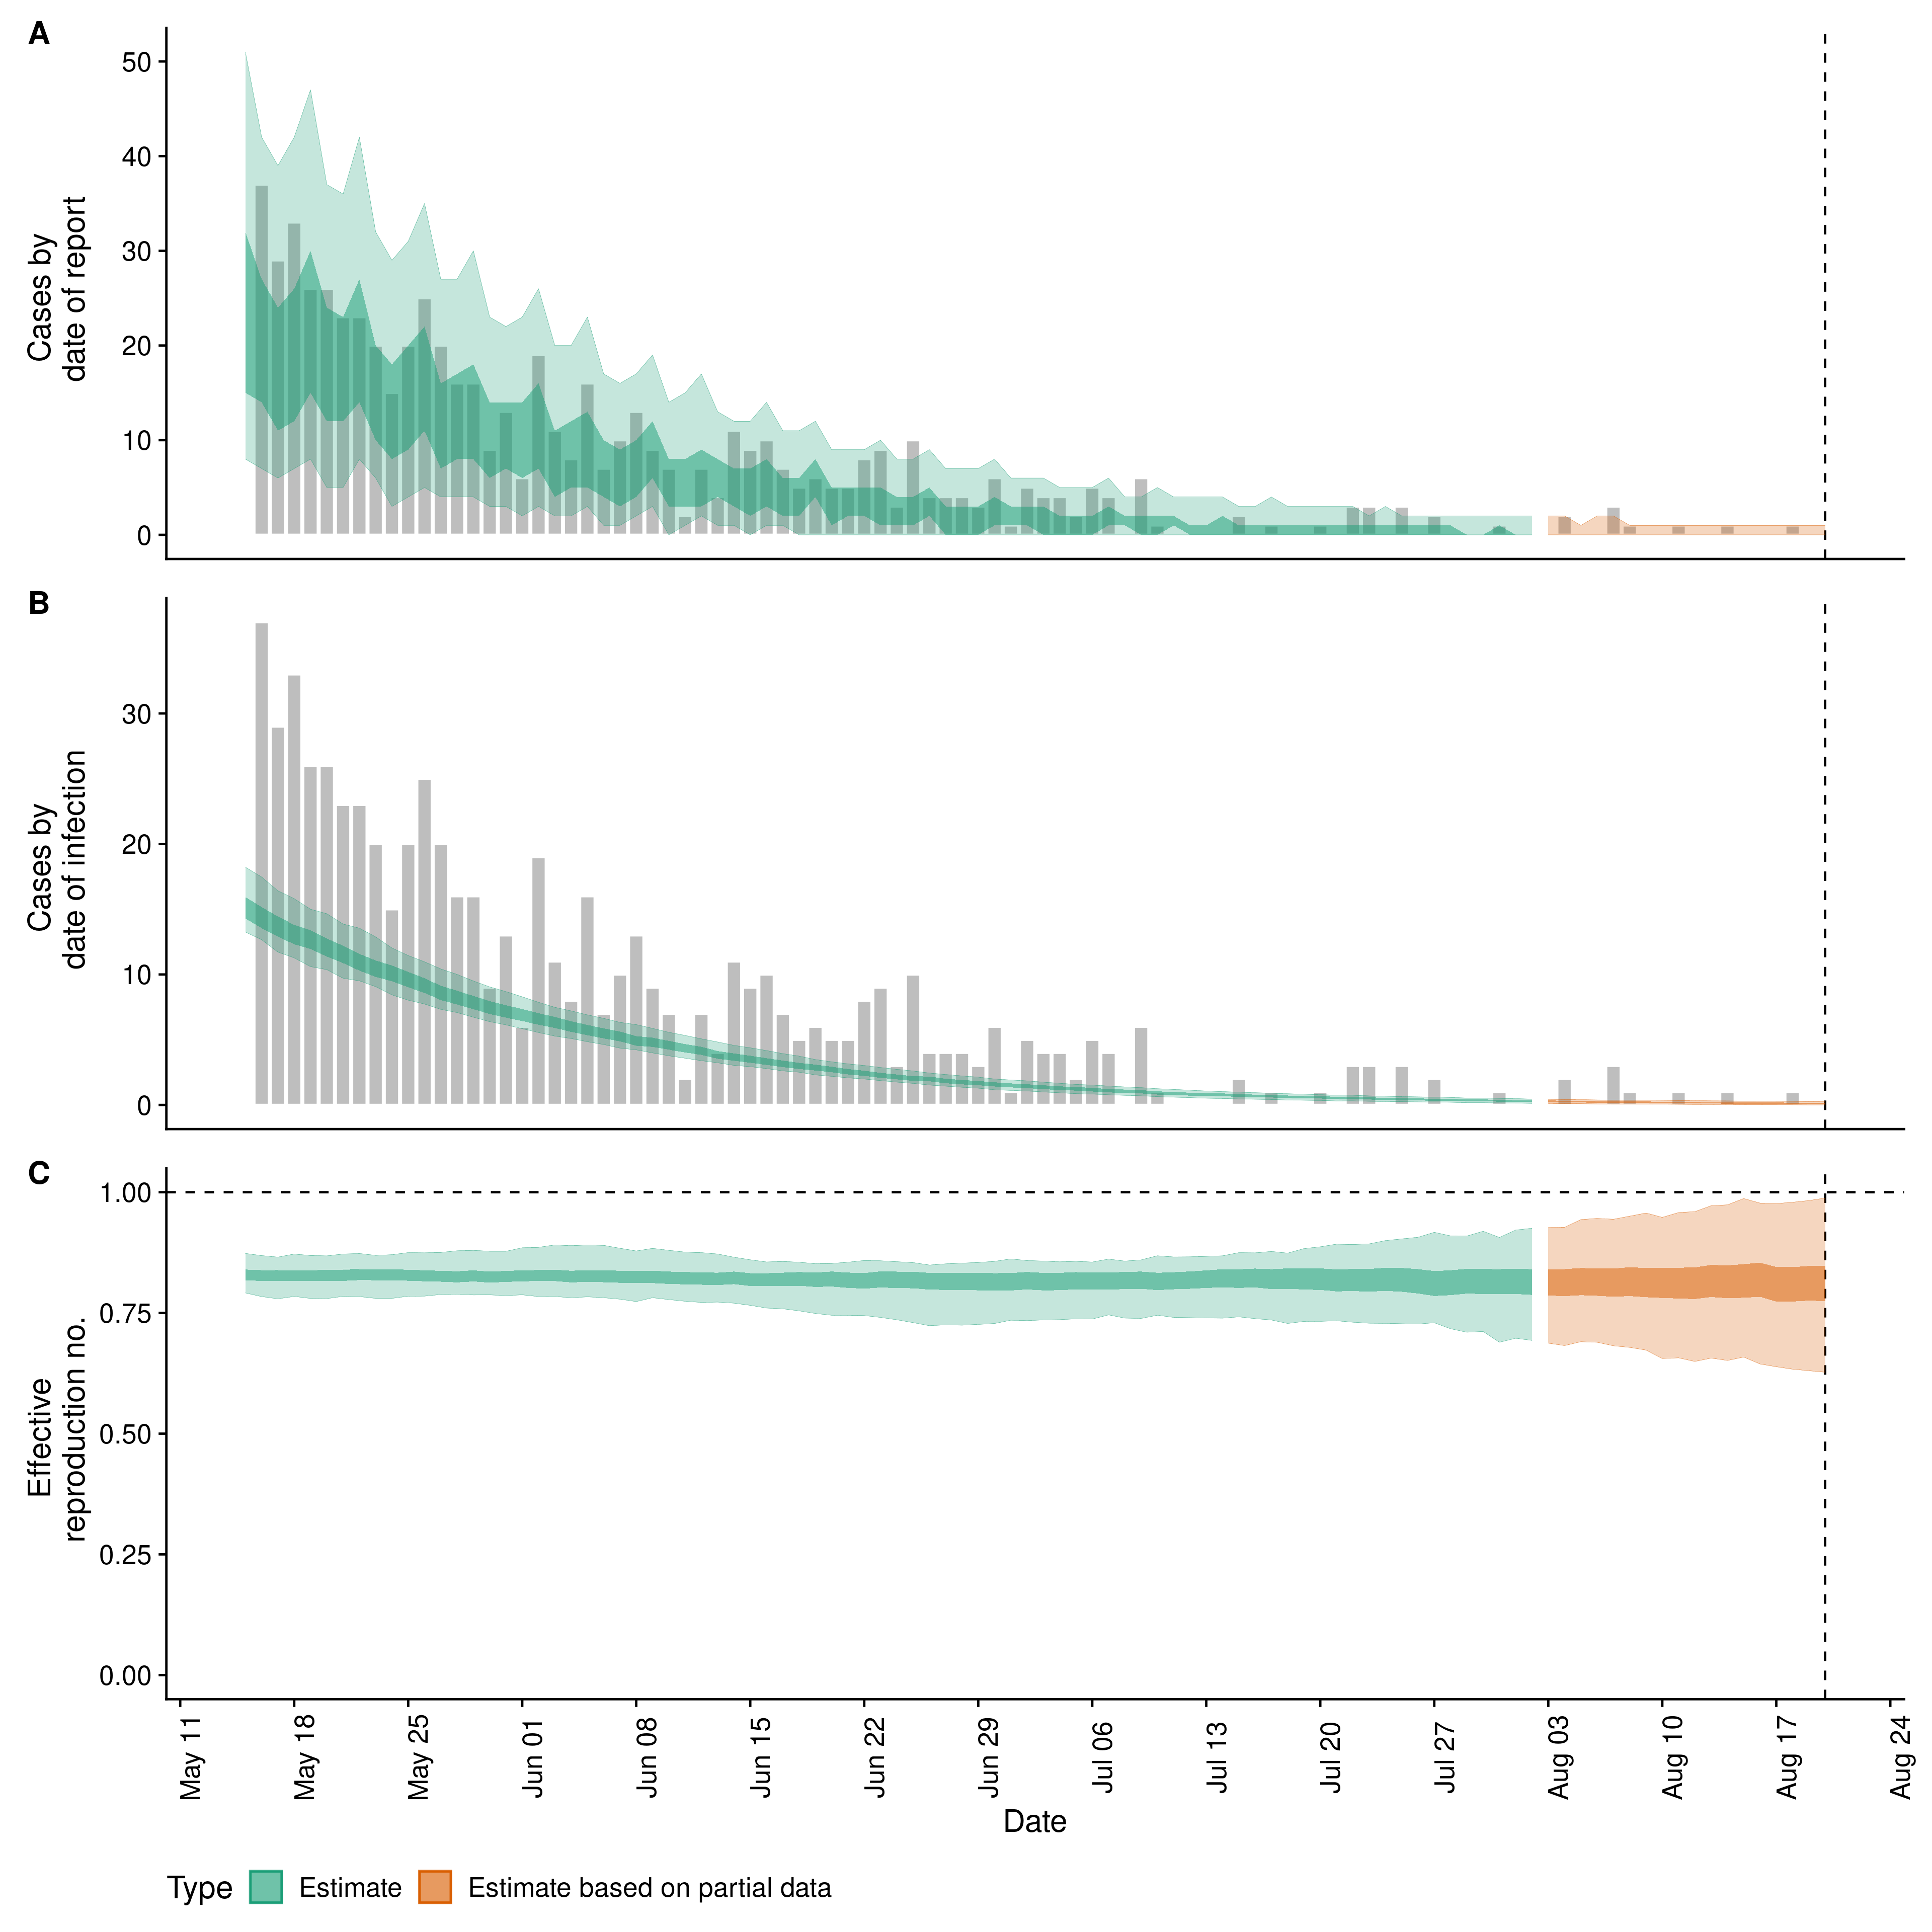 A
50
40
30
20
10
0
Cases by
date of report
B
30
20
10
0
Cases by
date of infection
C
1.00
0.75
0.50
0.25
0.00
Effective
reproduction no.
May 11
May 18
May 25
Jun 01
Jun 08
Jun 15
Jun 22
Jun 29
Jul 06
Jul 13
Jul 20
Jul 27
Aug 03
Aug 10
Aug 17
Aug 24
Date
Type Estimate Estimate based on partial data